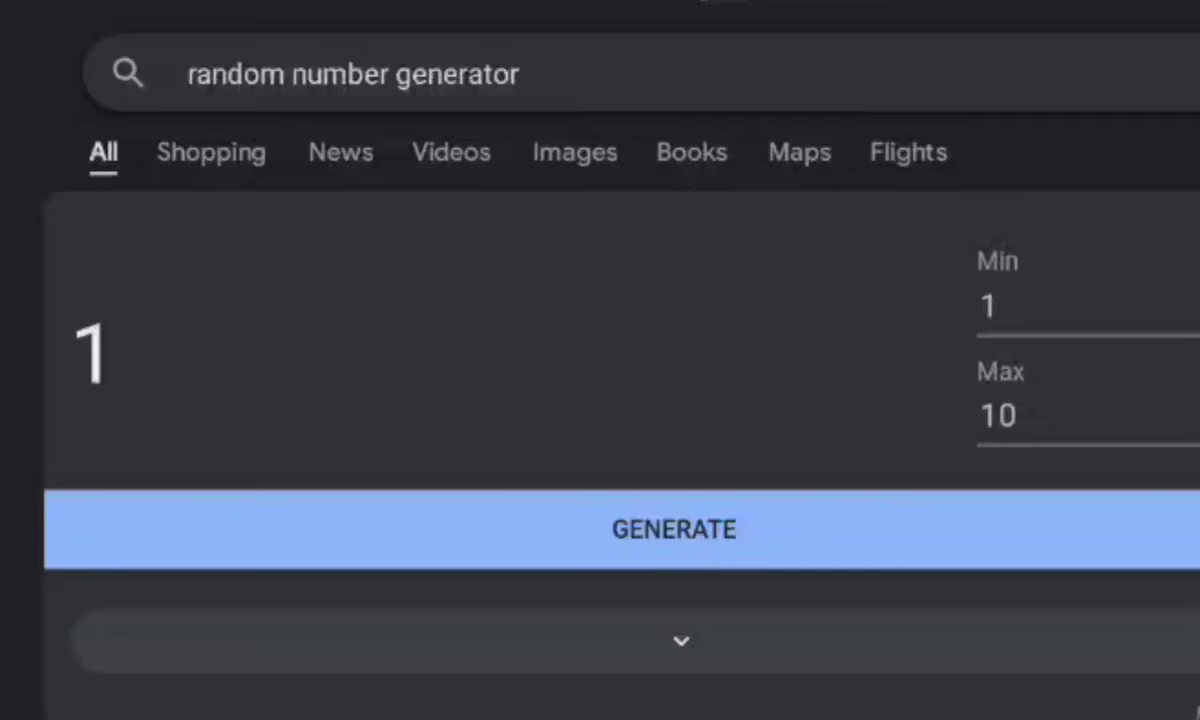 random number generator
All Shopping News Videos Images Books Maps Flights
Min
1
1
Max
10
GENERATE